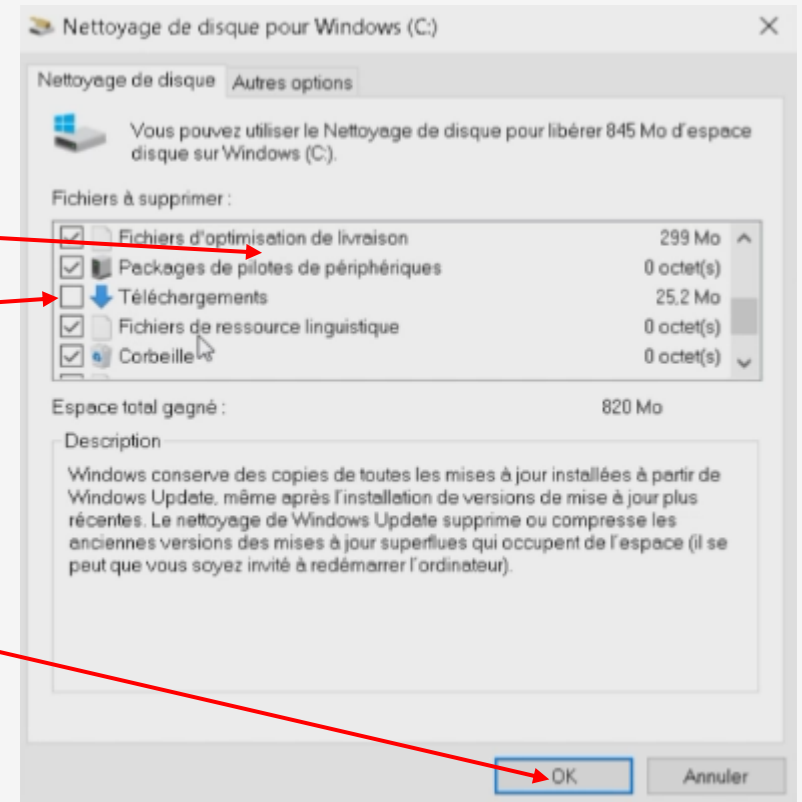 Nettoyage de disque pour Windows (C:)
Nettoyage de disque Autres options
Vous pouvez utiliser le Nettoyage de disque pour libérer 845 Mo d'espace
disque sur Windows (C:).
Fichiers à supprimer :
Fichiers d'optimisation de livraison 299 Mo
Packages de pilotes de périphériques 0 octet(s)
Téléchargements 25,2 Mo
Fichiers de ressource linguistique 0 octet(s)
Corbeille 0 octet(s)
Espace total gagné : 820 Mo
Description
Windows conserve des copies de toutes les mises à jour installées à partir de
Windows Update, même après l'installation de versions de mise à jour plus
récentes. Le nettoyage de Windows Update supprime ou compresse les
anciennes versions des mises à jour superflues qui occupent de l'espace (il se
peut que vous soyez invité à redémarrer l'ordinateur).
OK Annuler